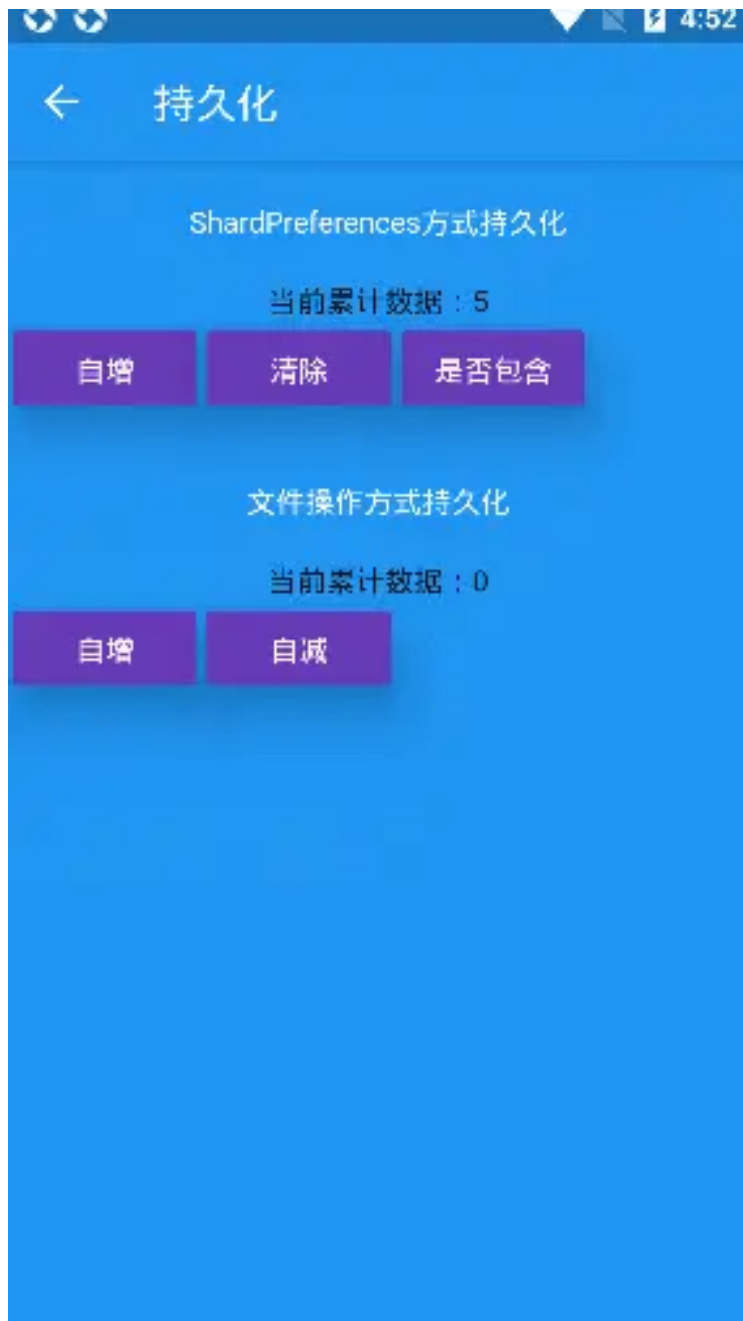 4:52
持久化
ShardPreferences方式持久化
当前累计数据：5
自增 清除 是否包含
文件操作方式持久化
当前累计数据：0
自增 自减